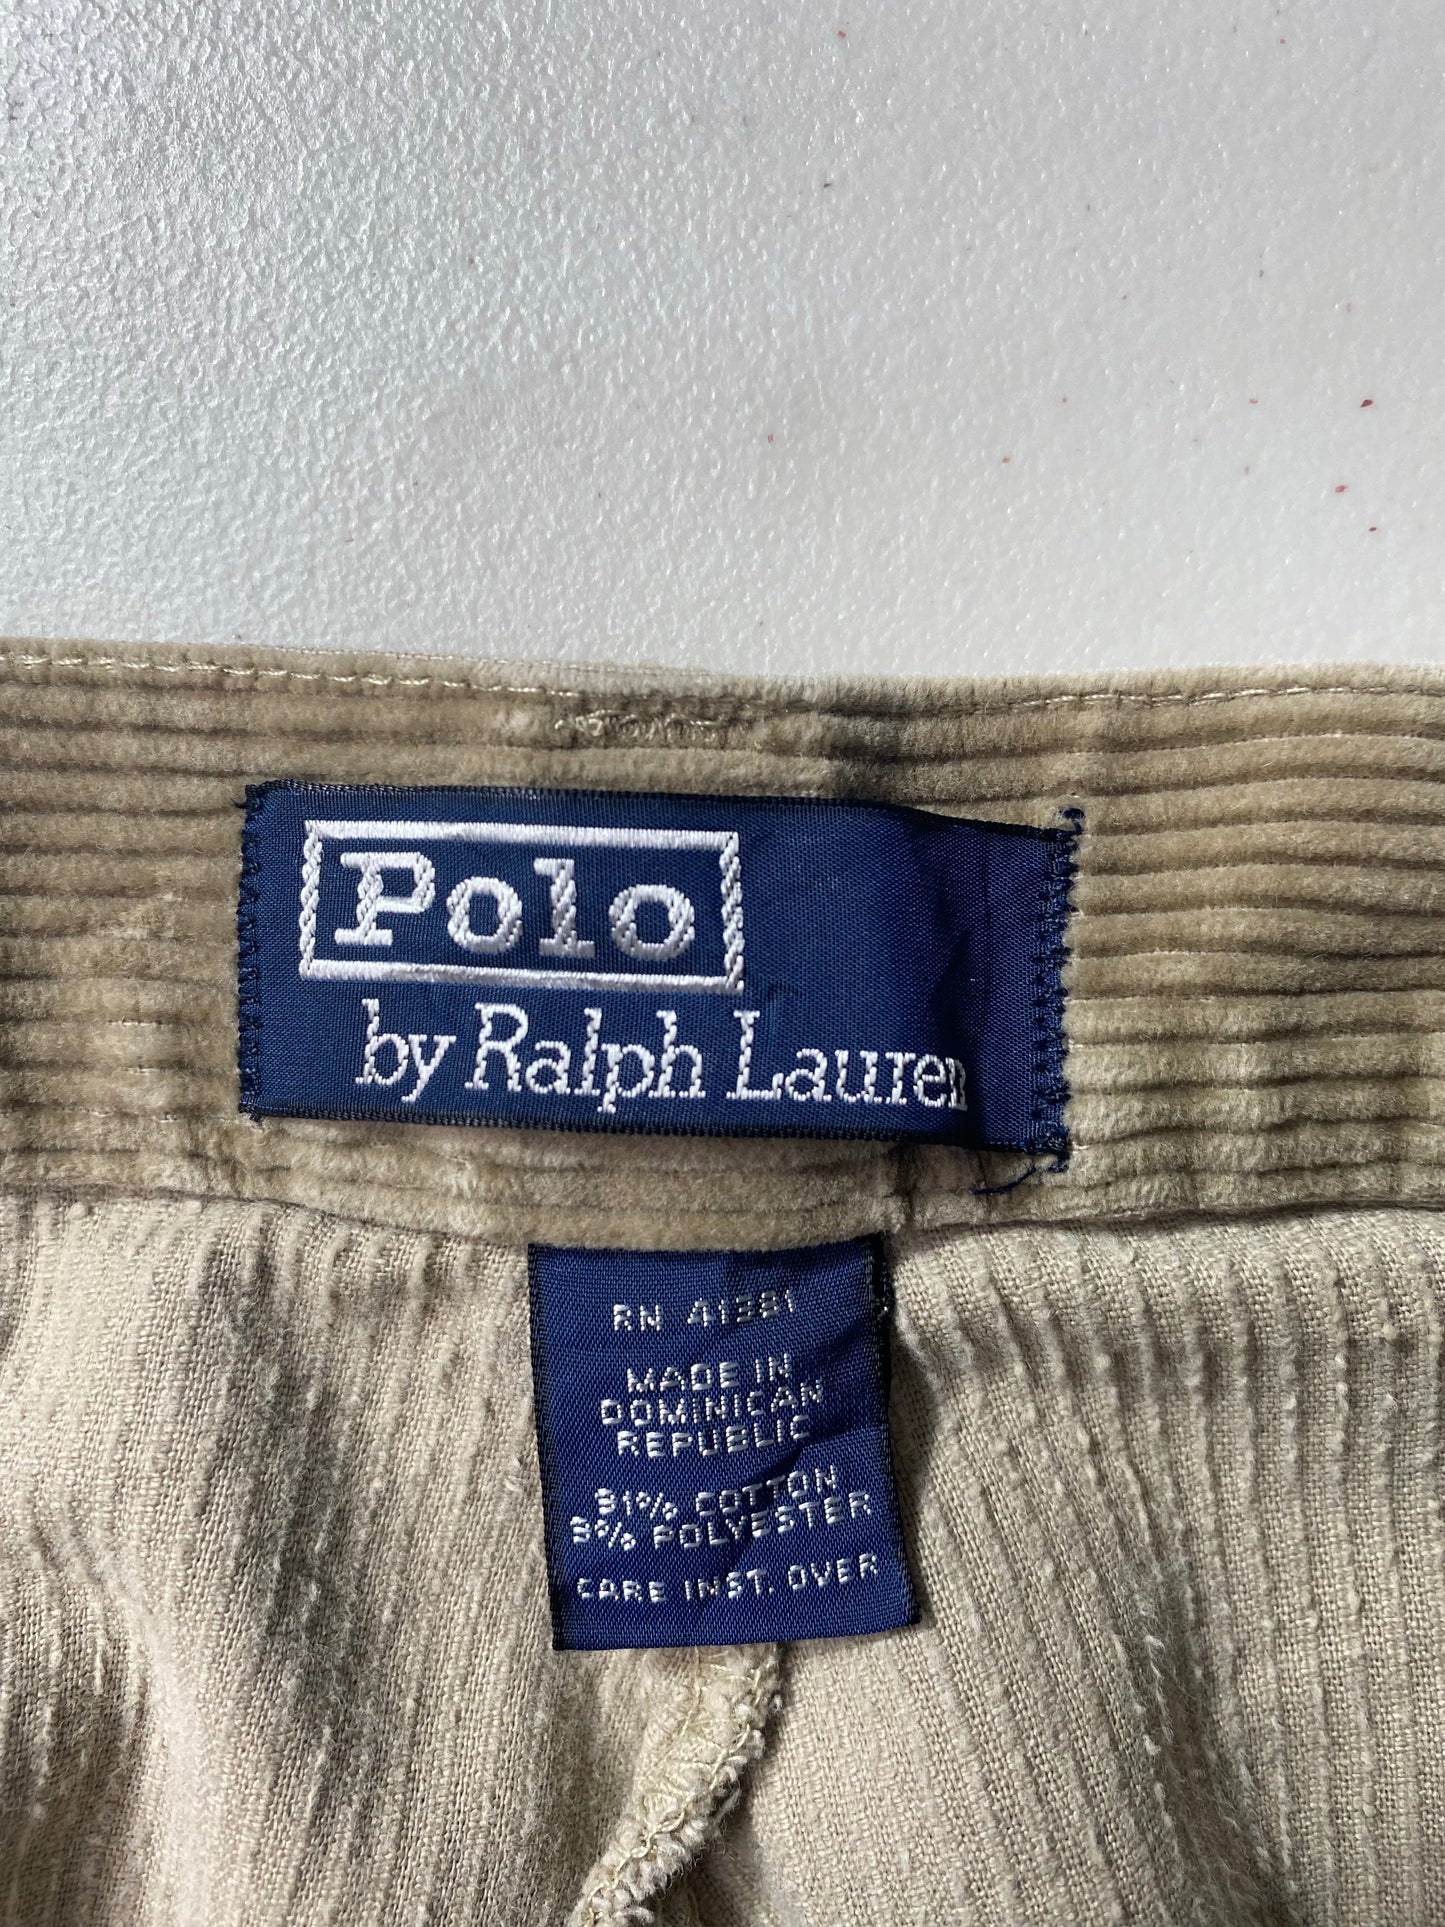 Polo
by Ralph Lauren
RN 41381
MADE IN
DOMINICAN
REPUBLIC
91% COTTON
9% POLYESTER
CARE INST. OVER